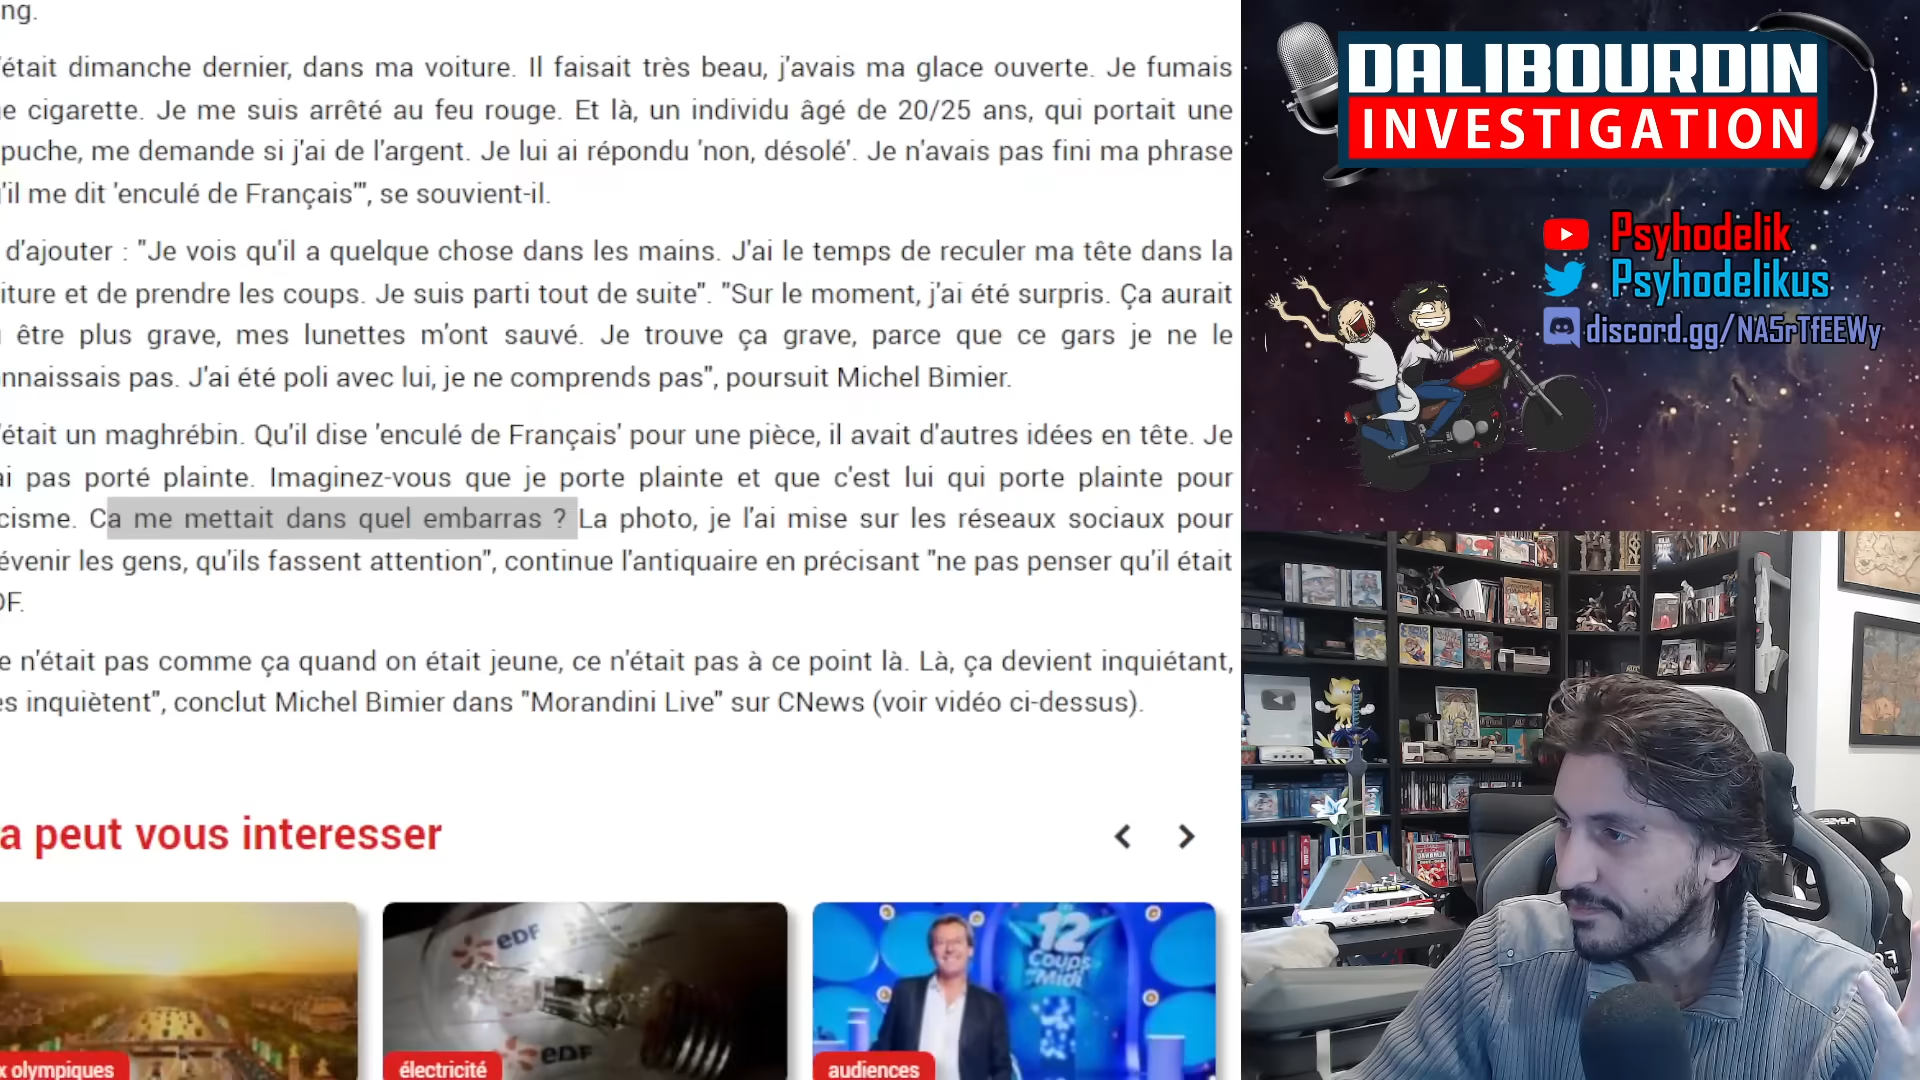 ng.
'était dimanche dernier, dans ma voiture. Il faisait très beau, j'avais ma glace ouverte. Je fumais
e cigarette. Je me suis arrêté au feu rouge. Et là, un individu âgé de 20/25 ans, qui portait une
puche, me demande si j'ai de l'argent. Je lui ai répondu 'non, désolé'. Je n'avais pas fini ma phrase
'il me dit 'enculé de Français'", se souvient-il.
d'ajouter : "Je vois qu'il a quelque chose dans les mains. J'ai le temps de reculer ma tête dans la
iture et de prendre les coups. Je suis parti tout de suite". "Sur le moment, j'ai été surpris. Ça aurait
être plus grave, mes lunettes m'ont sauvé. Je trouve ça grave, parce que ce gars je ne le
nnaissais pas. J'ai été poli avec lui, je ne comprends pas", poursuit Michel Bimier.
'était un maghrébin. Qu'il dise 'enculé de Français' pour une pièce, il avait d'autres idées en tête. Je
ai pas porté plainte. Imaginez-vous que je porte plainte et que c'est lui qui porte plainte pour
cisme. Ca me mettait dans quel embarras ? La photo, je l'ai mise sur les réseaux sociaux pour
évenir les gens, qu'ils fassent attention", continue l'antiquaire en précisant "ne pas penser qu'il était
DF.
e n'était pas comme ça quand on était jeune, ce n'était pas à ce point là. Là, ça devient inquiétant,
es inquiètent", conclut Michel Bimier dans "Morandini Live" sur CNews (voir vidéo ci-dessus).
a peut vous interesser
x olympiques
eDF
eDF
électricité
LES
12
Coups
de
MiDi
audiences
DALIBOURDIN
INVESTIGATION
Psyhodelik
Psyhodelikus
discord.gg/NA5rTfEEWy